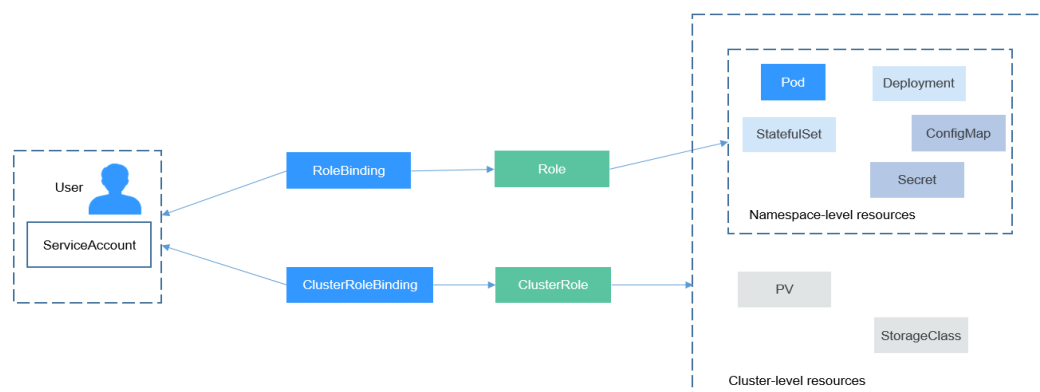 Pod
Deployment
StatefulSet
ConfigMap
RoleBinding
Role
Secret
User
Namespace-level resources
ServiceAccount
ClusterRoleBinding
ClusterRole
PV
StorageClass
Cluster-level resources